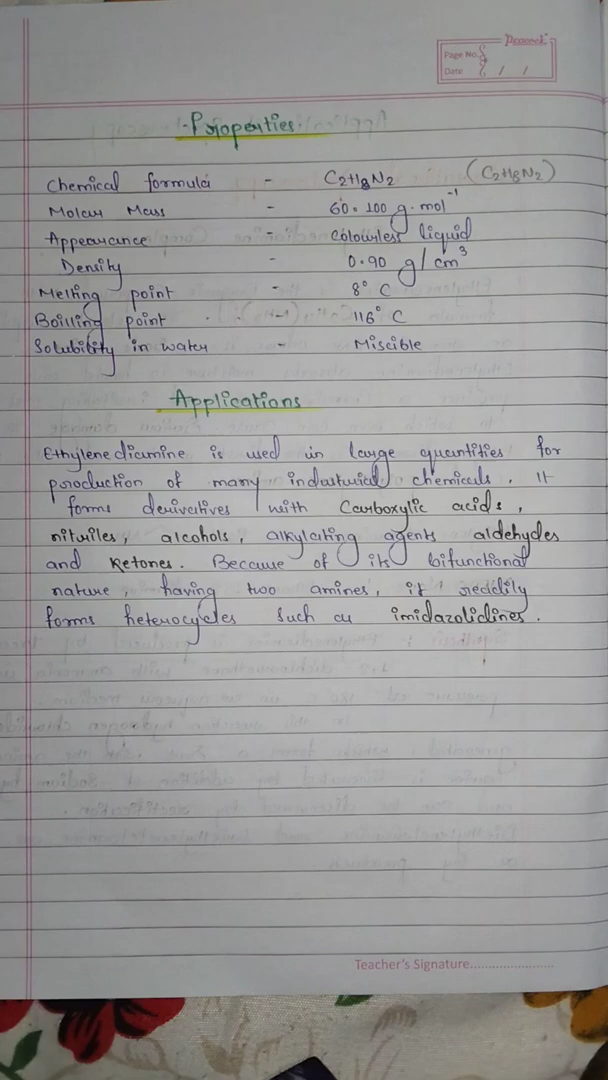 Page No.
Date / /
Properties.
Chemical formula - C2H8N2 (C2H8N2)
Molar Mass - 60.100 g.mol⁻¹
Appearance - Colourless liquid
Density - 0.90 g/cm³
Melting point - 8° C
Boilling point - 116° C
Solubility in water - Miscible
Applications
Ethylene diamine is used in large quantities for
production of many industrial chemicals. It
forms derivatives with Carboxylic acids,
nitriles, alcohols, alkylating agents aldehydes
and Ketones. Because of its bifunctional
nature, having two amines, it readily
forms heterocycles such as imidazolidines.
Teacher's Signature.......................